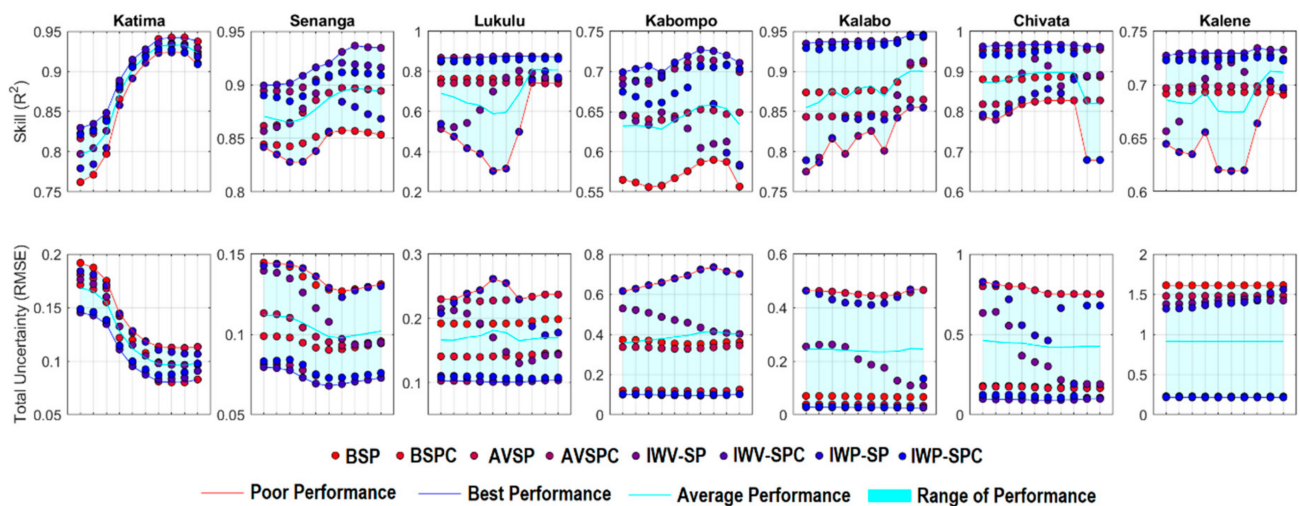 Katima Senanga Lukulu Kabompo Kalabo Chivata Kalene
Skill (R²)
0.95 0.9 0.85 0.8 0.75
1 0.95 0.9 0.85 0.8
1 0.8 0.6 0.4 0.2
0.75 0.7 0.65 0.6 0.55
0.95 0.9 0.85 0.8 0.75
1 0.9 0.8 0.7 0.6
0.75 0.7 0.65 0.6
Total Uncertainty (RMSE)
0.2 0.15 0.1 0.05
0.15 0.1 0.05
0.3 0.2 0.1
0.8 0.6 0.4 0.2 0
0.6 0.4 0.2 0
1 0.5 0
2 1.5 1 0.5 0
BSP BSPC AVSP AVSPC IWV-SP IWV-SPC IWP-SP IWP-SPC
Poor Performance Best Performance Average Performance Range of Performance